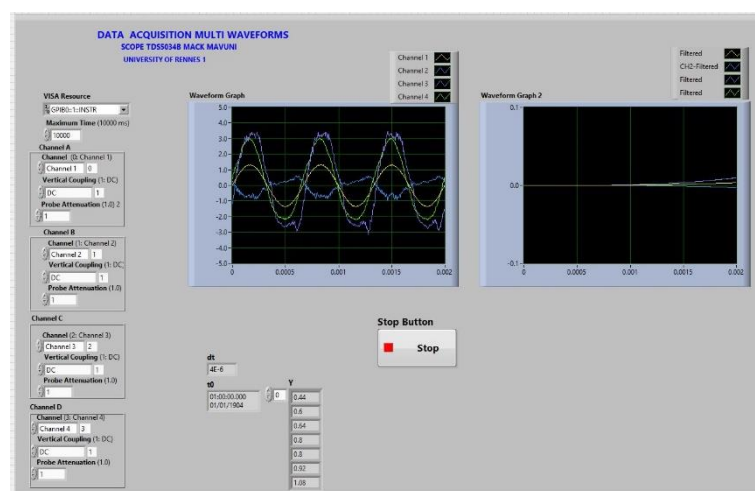 DATA ACQUISITION MULTI WAVEFORMS
SCOPE TDS5034B MACK MAVUNI
UNIVERSITY OF RENNES 1
VISA Resource
GPIB0::1::INSTR
Maximum Time (10000 ms)
10000
Channel A
Channel (0: Channel 1)
Channel 1 0
Vertical Coupling (1: DC)
DC 1
Probe Attenuation (1.0) 2
1
Channel B
Channel (1: Channel 2)
Channel 2 1
Vertical Coupling (1: DC)
DC 1
Probe Attenuation (1.0)
1
Channel C
Channel (2: Channel 3)
Channel 3 2
Vertical Coupling (1: DC)
DC 1
Probe Attenuation (1.0)
1
Channel D
Channel (3: Channel 4)
Channel 4 3
Vertical Coupling (1: DC)
DC 1
Probe Attenuation (1.0)
1
Waveform Graph
Channel 1
Channel 2
Channel 3
Channel 4
5.0
4.0
3.0
2.0
1.0
0.0
-1.0
-2.0
-3.0
-4.0
-5.0
0 0.0005 0.001 0.0015 0.002
Waveform Graph 2
Filtered
CH2-Filtered
Filtered
Filtered
0.1
0.0
-0.1
0 0.0005 0.001 0.0015 0.002
Stop Button
Stop
dt
4E-6
t0
01:00:00.000
01/01/1904
Y
0
0.44
0.6
0.64
0.8
0.8
0.92
1.08